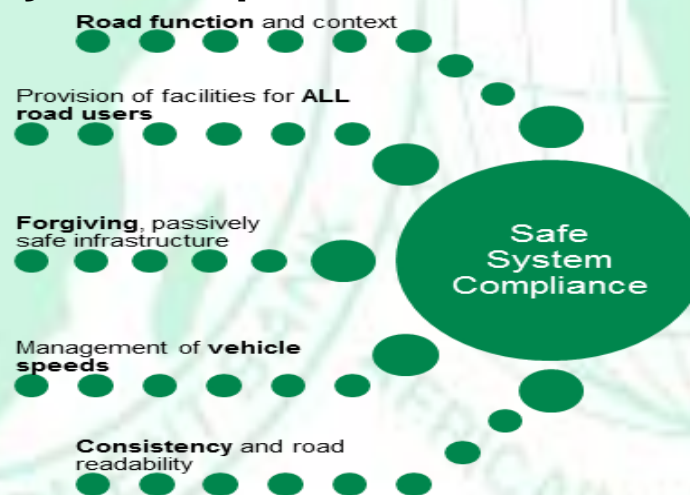 Road function and context
Provision of facilities for ALL
road users
Forgiving, passively
safe infrastructure
Safe
System
Compliance
Management of vehicle
speeds
Consistency and road
readability